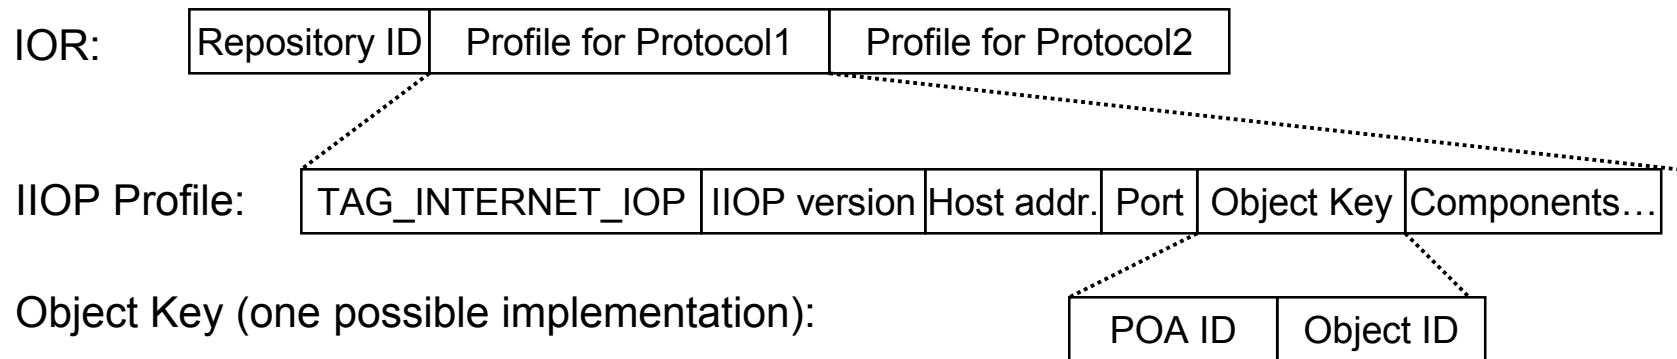 IOR: Repository ID Profile for Protocol1 Profile for Protocol2
IIOP Profile: TAG_INTERNET_IOP IIOP version Host addr. Port Object Key Components…
Object Key (one possible implementation): POA ID Object ID